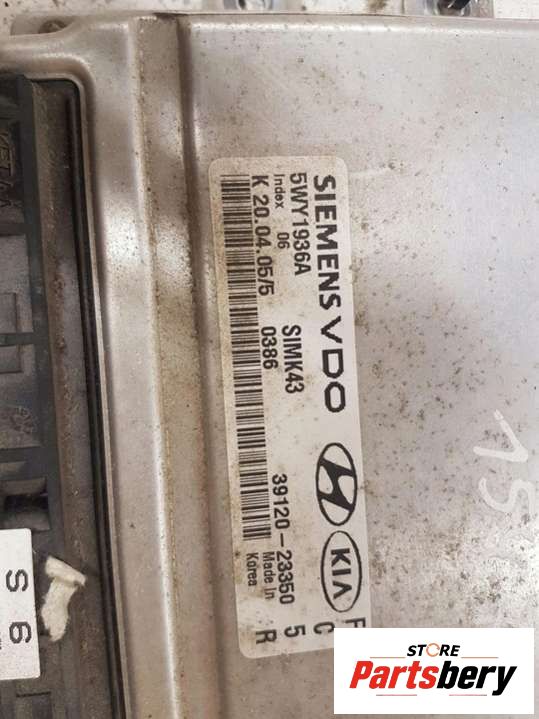 SIEMENS VDO
KIA
5WY1936A SIMK43 39120-23350
Index 06 0386 Made In
K 20.04.05/5 Korea
F
C
5
R
S 6
154
STORE
Partsbery